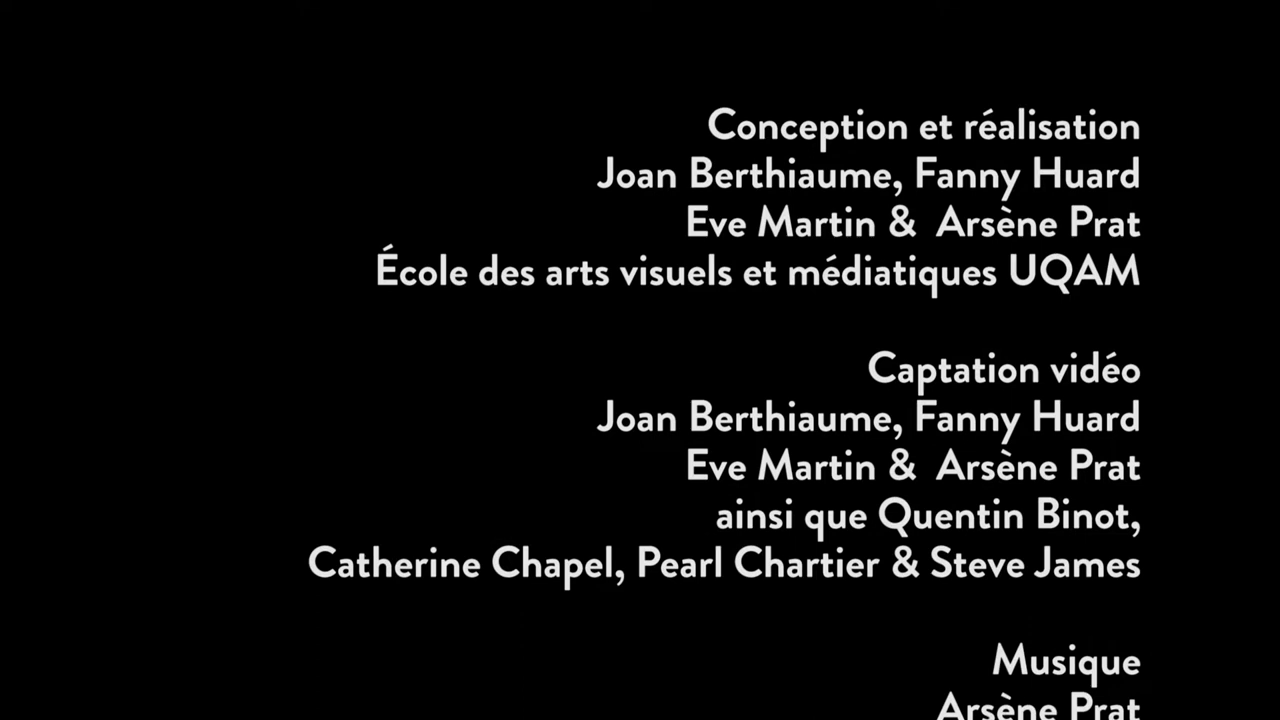 Conception et réalisation
Joan Berthiaume, Fanny Huard
Eve Martin &  Arsène Prat
École des arts visuels et médiatiques UQAM
Captation vidéo
Joan Berthiaume, Fanny Huard
Eve Martin &  Arsène Prat
ainsi que Quentin Binot,
Catherine Chapel, Pearl Chartier & Steve James
Musique
Arsène Prat